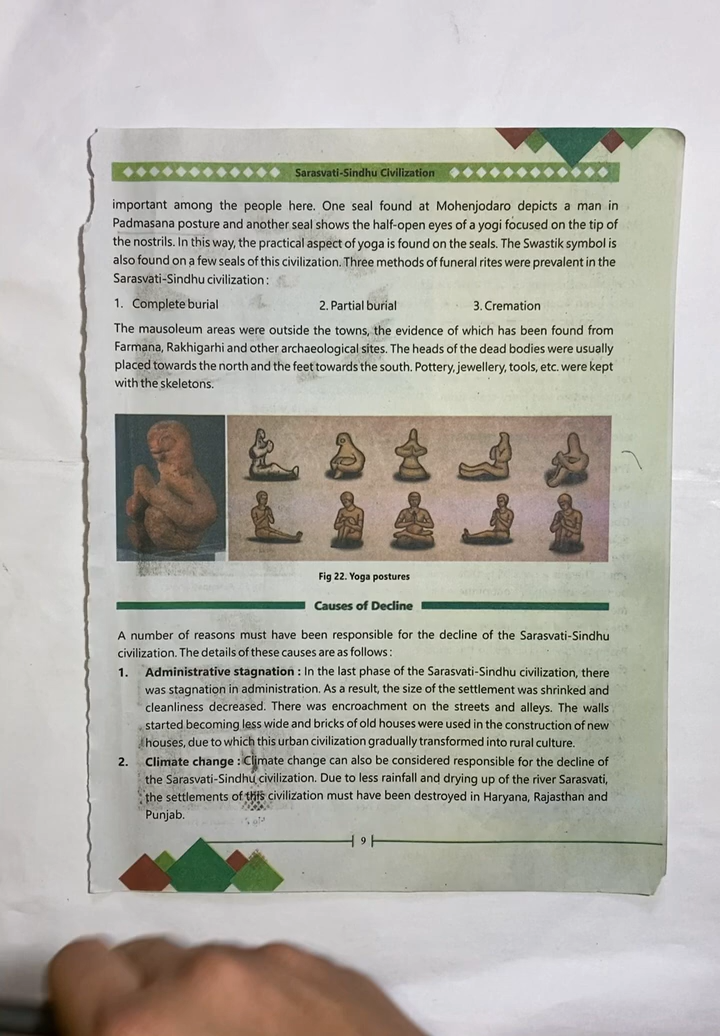 Sarasvati-Sindhu Civilization
important among the people here. One seal found at Mohenjodaro depicts a man in
Padmasana posture and another seal shows the half-open eyes of a yogi focused on the tip of
the nostrils. In this way, the practical aspect of yoga is found on the seals. The Swastik symbol is
also found on a few seals of this civilization. Three methods of funeral rites were prevalent in the
Sarasvati-Sindhu civilization :
1. Complete burial 2. Partial burial 3. Cremation
The mausoleum areas were outside the towns, the evidence of which has been found from
Farmana, Rakhigarhi and other archaeological sites. The heads of the dead bodies were usually
placed towards the north and the feet towards the south. Pottery, jewellery, tools, etc. were kept
with the skeletons.
Fig 22. Yoga postures
Causes of Decline
A number of reasons must have been responsible for the decline of the Sarasvati-Sindhu
civilization. The details of these causes are as follows :
1. Administrative stagnation : In the last phase of the Sarasvati-Sindhu civilization, there
was stagnation in administration. As a result, the size of the settlement was shrinked and
cleanliness decreased. There was encroachment on the streets and alleys. The walls
started becoming less wide and bricks of old houses were used in the construction of new
houses, due to which this urban civilization gradually transformed into rural culture.
2. Climate change : Climate change can also be considered responsible for the decline of
the Sarasvati-Sindhu civilization. Due to less rainfall and drying up of the river Sarasvati,
the settlements of this civilization must have been destroyed in Haryana, Rajasthan and
Punjab.
9